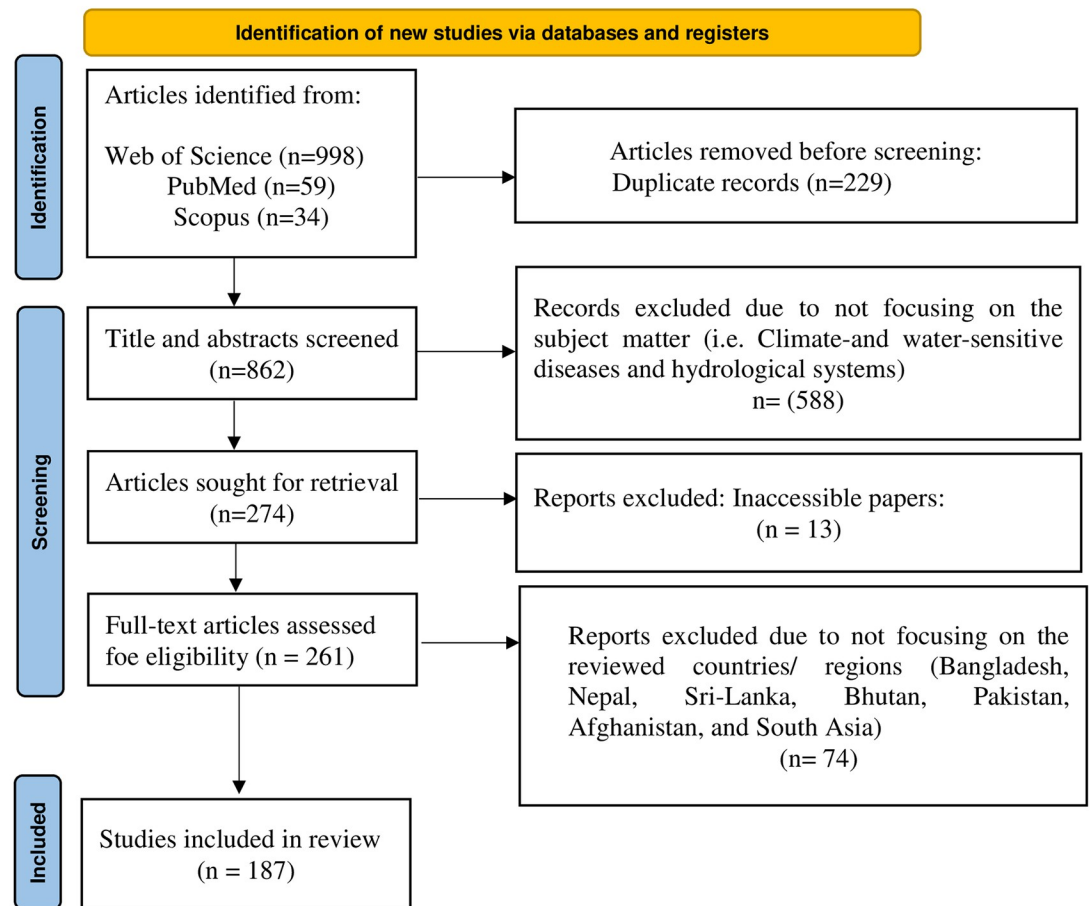 Identification of new studies via databases and registers
Identification
Articles identified from:
Web of Science (n=998)
PubMed (n=59)
Scopus (n=34)
Articles removed before screening:
Duplicate records (n=229)
Screening
Title and abstracts screened
(n=862)
Records excluded due to not focusing on the
subject matter (i.e. Climate-and water-sensitive
diseases and hydrological systems)
n= (588)
Articles sought for retrieval
(n=274)
Reports excluded: Inaccessible papers:
(n = 13)
Full-text articles assessed
foe eligibility (n = 261)
Reports excluded due to not focusing on the
reviewed countries/ regions (Bangladesh,
Nepal, Sri-Lanka, Bhutan, Pakistan,
Afghanistan, and South Asia)
(n= 74)
Included
Studies included in review
(n = 187)